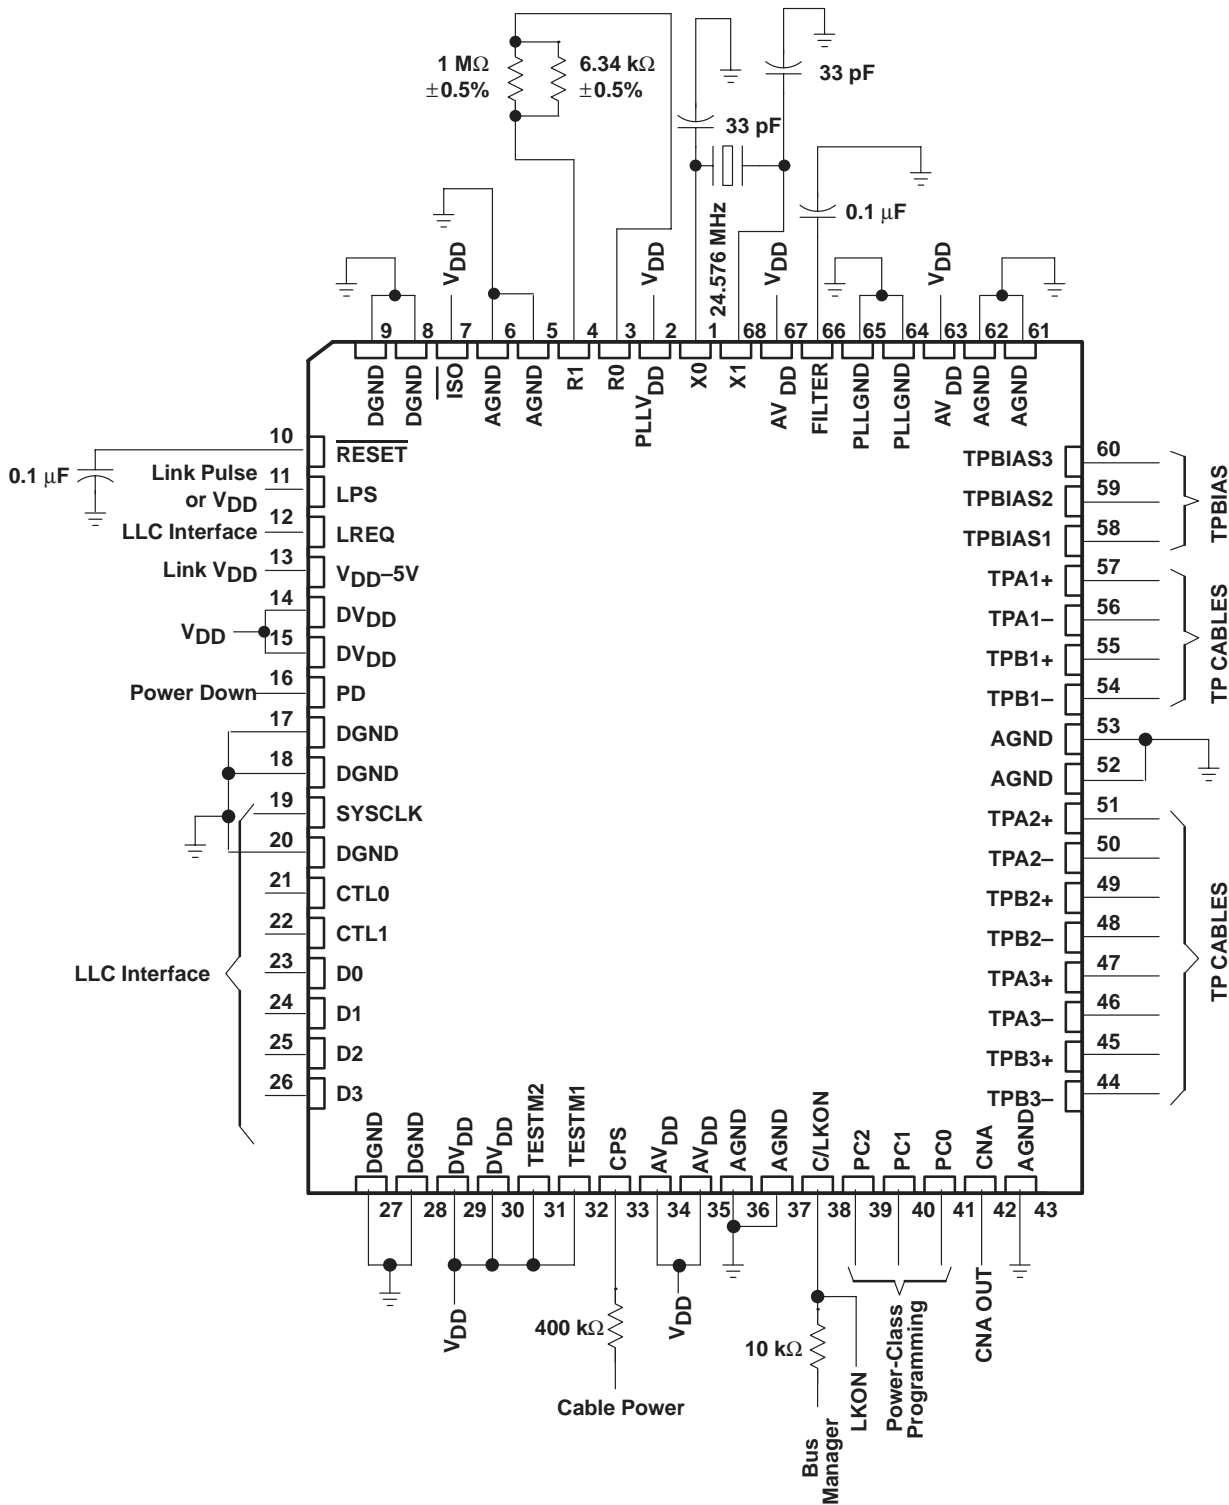 1 MΩ
±0.5%
6.34 kΩ
±0.5%
33 pF
33 pF
0.1 µF
24.576 MHz
VDD
VDD
VDD
VDD
9 8 7 6 5 4 3 2 1 68 67 66 65 64 63 62 61
DGND
DGND
ISO
AGND
AGND
R1
R0
PLLVDD
X0
X1
AVDD
FILTER
PLLGND
PLLGND
AVDD
AGND
AGND
0.1 µF
10 RESET
Link Pulse
or VDD
11 LPS
LLC Interface 12 LREQ
Link VDD 13 VDD–5V
VDD
14 DVDD
15 DVDD
Power Down 16 PD
17 DGND
18 DGND
19 SYSCLK
20 DGND
21 CTL0
22 CTL1
LLC Interface
23 D0
24 D1
25 D2
26 D3
TPBIAS3 60
TPBIAS2 59
TPBIAS1 58
TPBIAS
TPA1+ 57
TPA1– 56
TPB1+ 55
TPB1– 54
TP CABLES
AGND 53
AGND 52
TPA2+ 51
TPA2– 50
TPB2+ 49
TPB2– 48
TPA3+ 47
TPA3– 46
TPB3+ 45
TPB3– 44
TP CABLES
DGND
DGND
DVDD
DVDD
TESTM2
TESTM1
CPS
AVDD
AVDD
AGND
AGND
C/LKON
PC2
PC1
PC0
CNA
AGND
27 28 29 30 31 32 33 34 35 36 37 38 39 40 41 42 43
VDD
400 kΩ
Cable Power
VDD
10 kΩ
Bus
Manager
LKON
Power-Class
Programming
CNA OUT